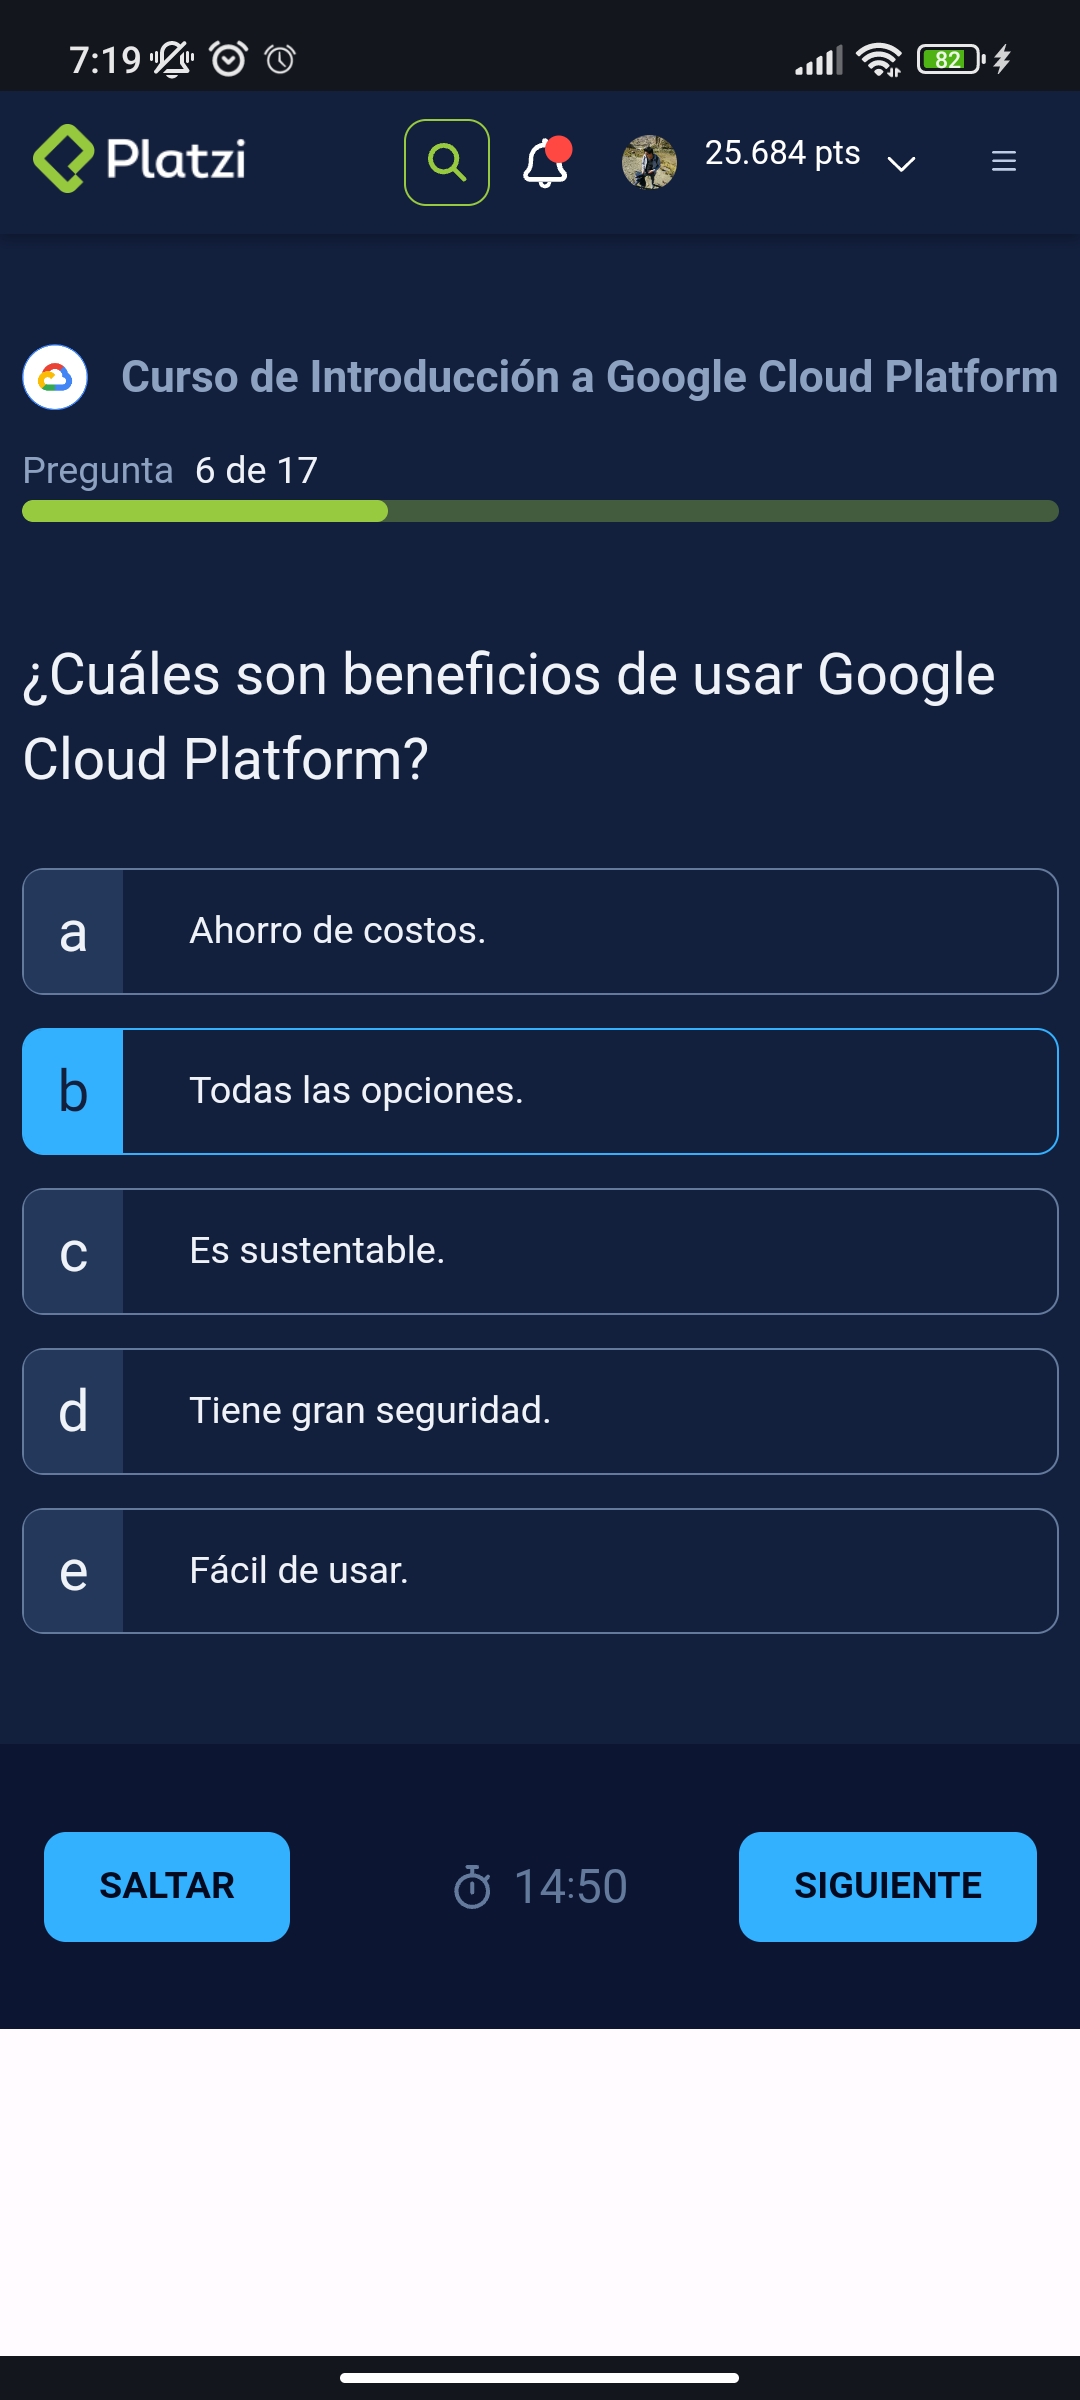 7:19
82
Platzi
25.684 pts
Curso de Introducción a Google Cloud Platform
Pregunta 6 de 17
¿Cuáles son beneficios de usar Google
Cloud Platform?
a Ahorro de costos.
b Todas las opciones.
c Es sustentable.
d Tiene gran seguridad.
e Fácil de usar.
SALTAR
14:50
SIGUIENTE